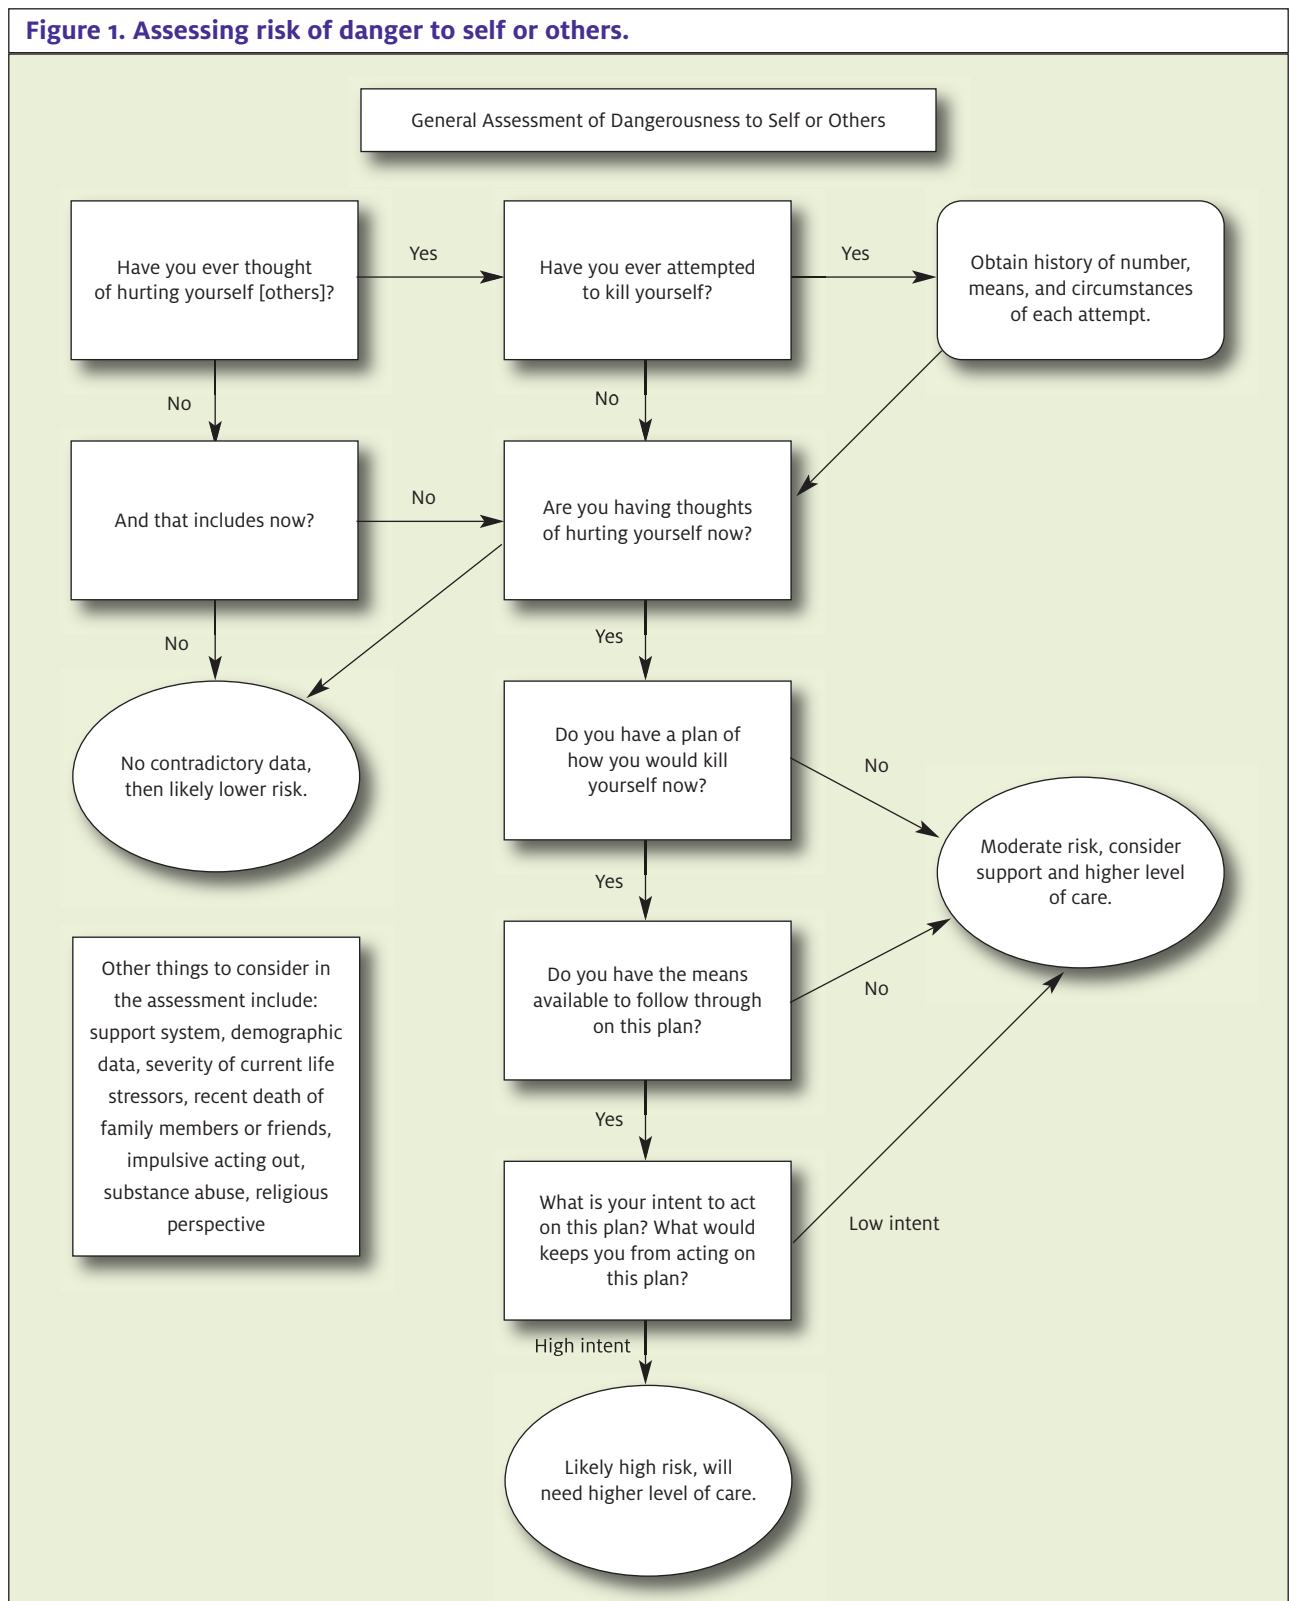 Figure 1. Assessing risk of danger to self or others.
General Assessment of Dangerousness to Self or Others
Have you ever thought
of hurting yourself [others]?
Yes
Have you ever attempted
to kill yourself?
Yes
Obtain history of number,
means, and circumstances
of each attempt.
No
No
And that includes now?
No
Are you having thoughts
of hurting yourself now?
No
Yes
No contradictory data,
then likely lower risk.
Do you have a plan of
how you would kill
yourself now?
No
Moderate risk, consider
support and higher level
of care.
Yes
Other things to consider in
the assessment include:
support system, demographic
data, severity of current life
stressors, recent death of
family members or friends,
impulsive acting out,
substance abuse, religious
perspective
Do you have the means
available to follow through
on this plan?
No
Yes
What is your intent to act
on this plan? What would
keeps you from acting on
this plan?
Low intent
High intent
Likely high risk, will
need higher level of care.